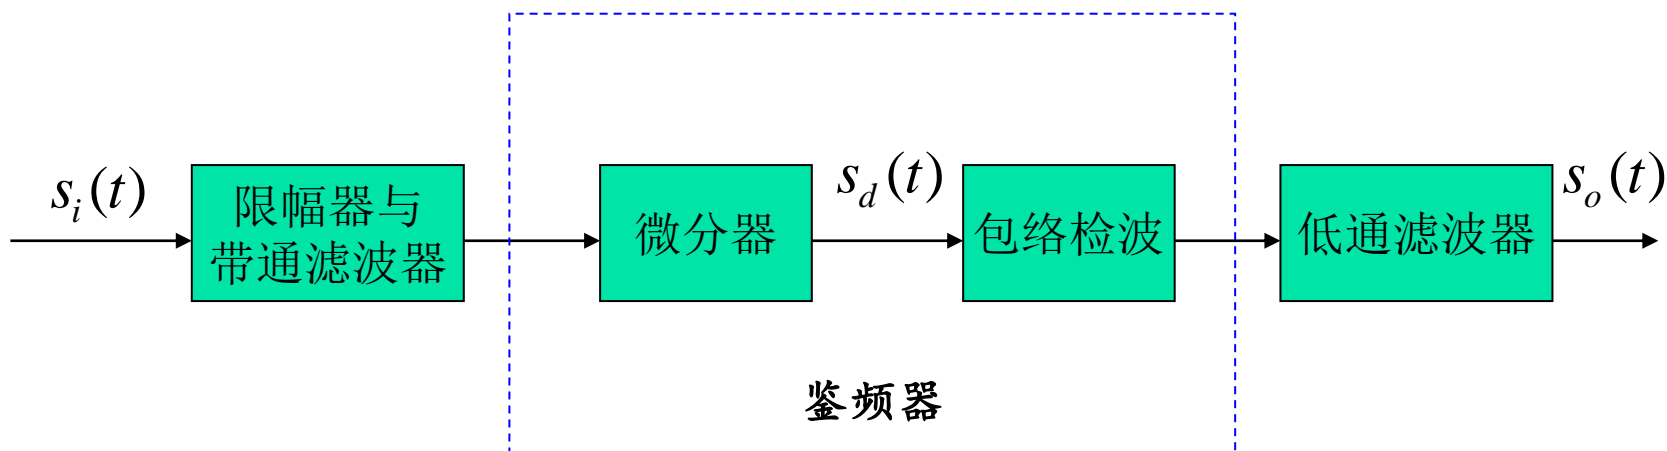 s_i(t)
限幅器与
带通滤波器
微分器
s_d(t)
包络检波
低通滤波器
s_o(t)
鉴频器